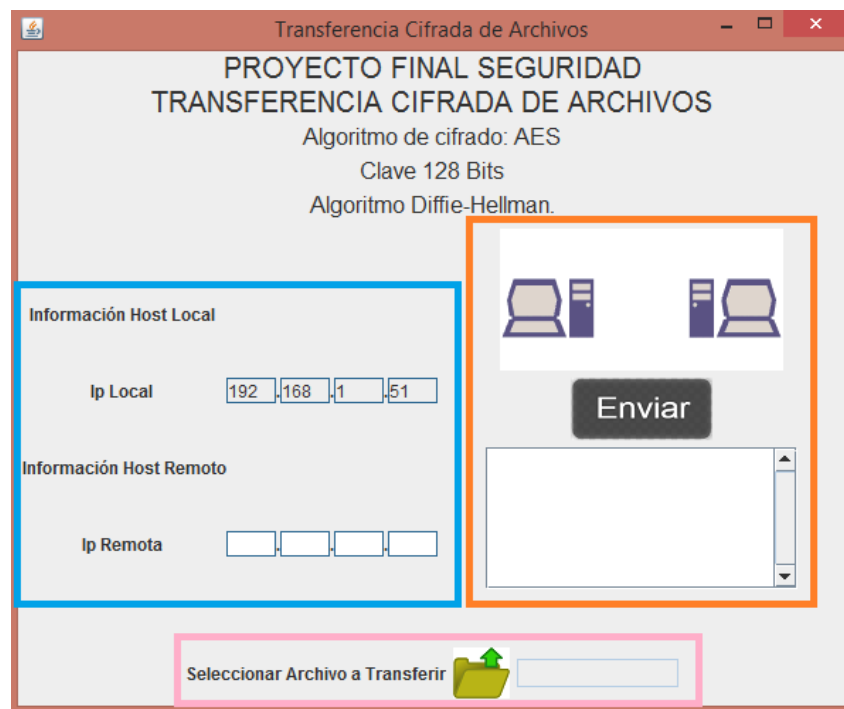 Transferencia Cifrada de Archivos
PROYECTO FINAL SEGURIDAD
TRANSFERENCIA CIFRADA DE ARCHIVOS
Algoritmo de cifrado: AES
Clave 128 Bits
Algoritmo Diffie-Hellman.
Información Host Local
Ip Local 192 .168 .1 .51
Enviar
Información Host Remoto
Ip Remota . . .
Seleccionar Archivo a Transferir